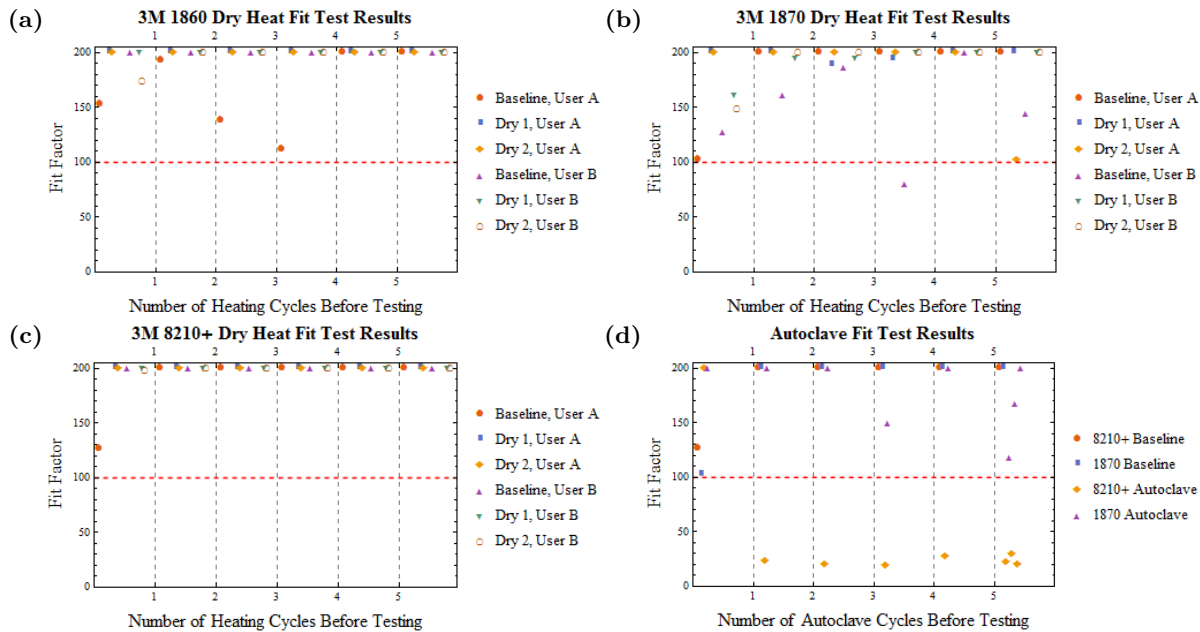 (a)
3M 1860 Dry Heat Fit Test Results
1 2 3 4 5
200
150
100
50
0
Fit Factor
1 2 3 4 5
Number of Heating Cycles Before Testing
Baseline, User A
Dry 1, User A
Dry 2, User A
Baseline, User B
Dry 1, User B
Dry 2, User B
(b)
3M 1870 Dry Heat Fit Test Results
1 2 3 4 5
200
150
100
50
0
Fit Factor
1 2 3 4 5
Number of Heating Cycles Before Testing
Baseline, User A
Dry 1, User A
Dry 2, User A
Baseline, User B
Dry 1, User B
Dry 2, User B
(c)
3M 8210+ Dry Heat Fit Test Results
1 2 3 4 5
200
150
100
50
0
Fit Factor
1 2 3 4 5
Number of Heating Cycles Before Testing
Baseline, User A
Dry 1, User A
Dry 2, User A
Baseline, User B
Dry 1, User B
Dry 2, User B
(d)
Autoclave Fit Test Results
1 2 3 4 5
200
150
100
50
0
Fit Factor
1 2 3 4 5
Number of Autoclave Cycles Before Testing
8210+ Baseline
1870 Baseline
8210+ Autoclave
1870 Autoclave